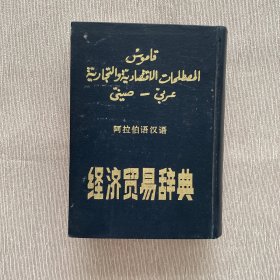 قاموس
المصطلحات الاقتصادية والتجارية
عربي - صيني
阿拉伯语汉语
经济贸易辞典